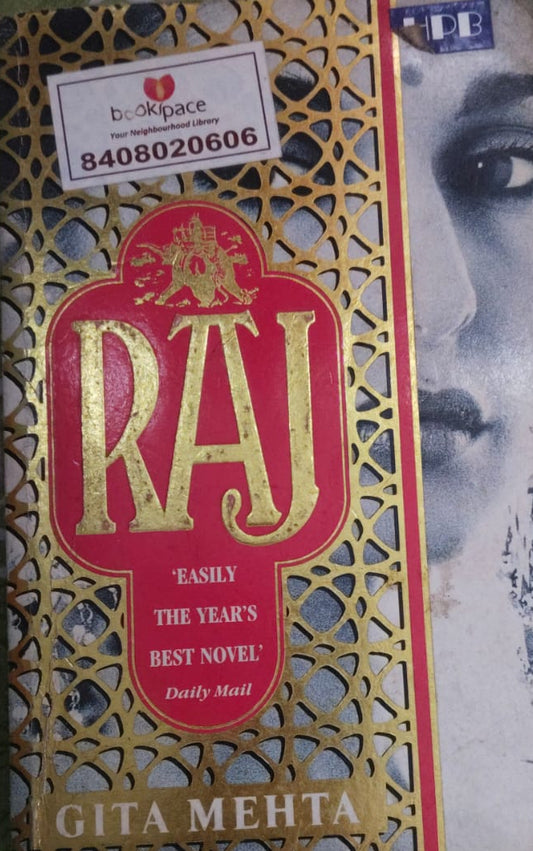 HPB
bookspace
Your Neighbourhood Library
8408020606
RAJ
'EASILY
THE YEAR'S
BEST NOVEL'
Daily Mail
GITA MEHTA